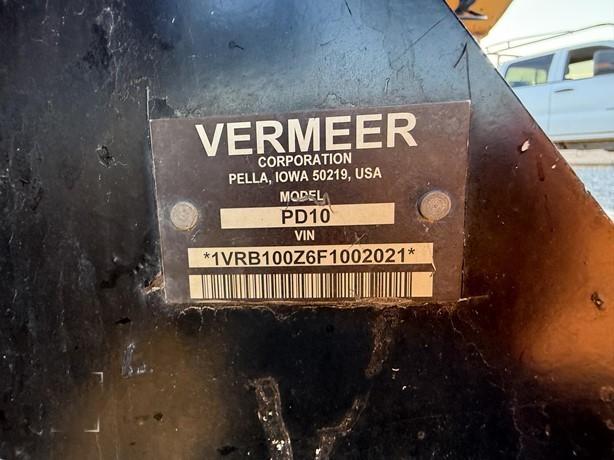 VERMEER
CORPORATION
PELLA, IOWA 50219, USA
MODEL
PD10
VIN
*1VRB100Z6F1002021*